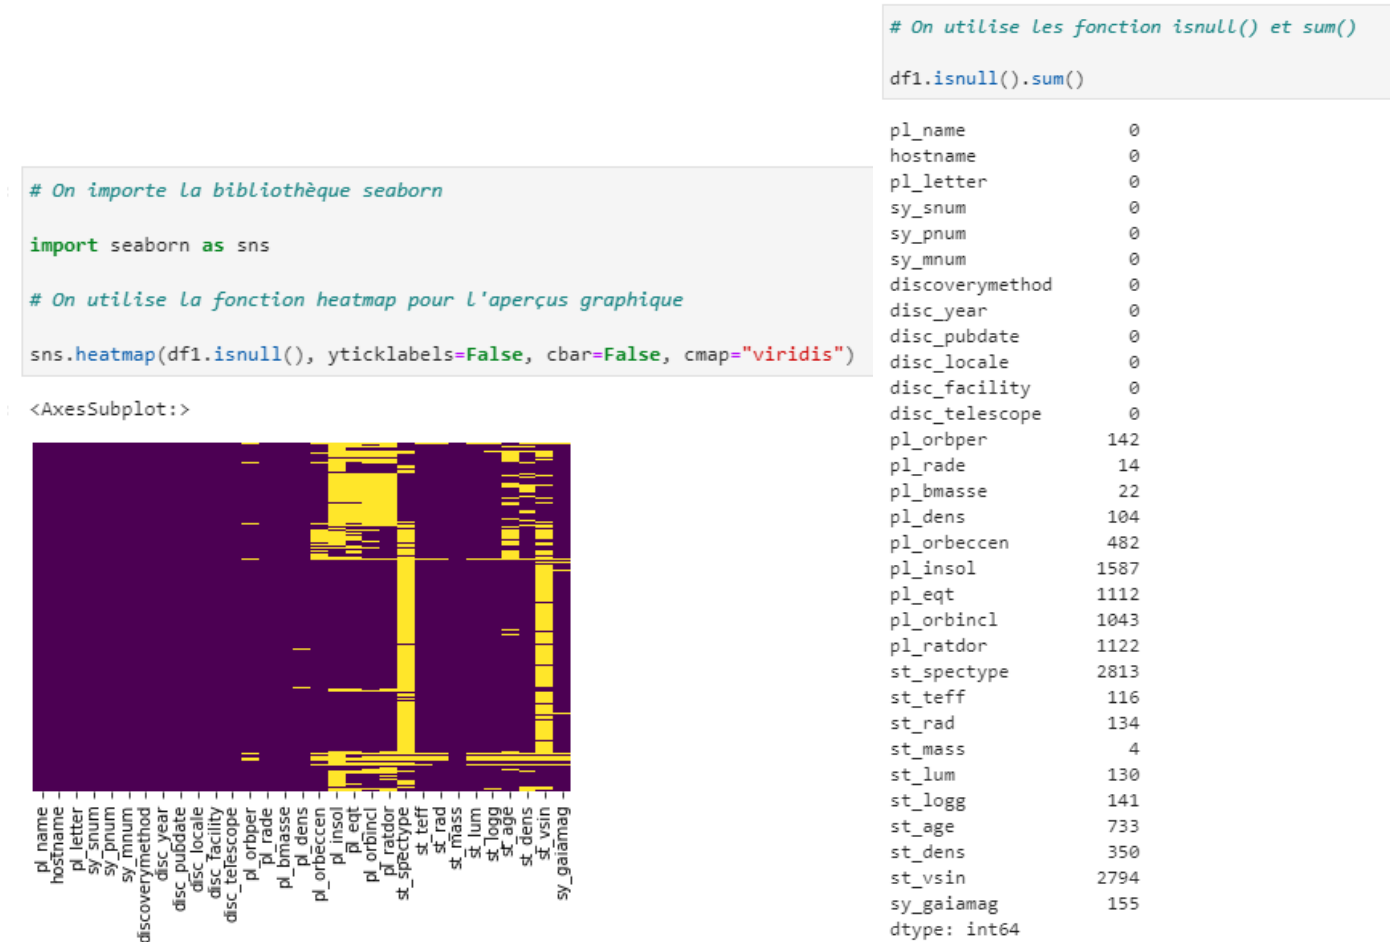 # On importe la bibliothèque seaborn
import seaborn as sns
# On utilise la fonction heatmap pour l'aperçus graphique
sns.heatmap(df1.isnull(), yticklabels=False, cbar=False, cmap="viridis")
<AxesSubplot:>
pl_name
hostname
pl_letter
sy_snum
sy_pnum
sy_mnum
discoverymethod
disc_year
disc_pubdate
disc_locale
disc_facility
disc_telescope
pl_orbper
pl_rade
pl_bmasse
pl_dens
pl_orbeccen
pl_insol
pl_eqt
pl_orbincl
pl_ratdor
st_spectype
st_teff
st_rad
st_mass
st_lum
st_logg
st_age
st_dens
st_vsin
sy_gaiamag
# On utilise les fonction isnull() et sum()
df1.isnull().sum()
pl_name 0
hostname 0
pl_letter 0
sy_snum 0
sy_pnum 0
sy_mnum 0
discoverymethod 0
disc_year 0
disc_pubdate 0
disc_locale 0
disc_facility 0
disc_telescope 0
pl_orbper 142
pl_rade 14
pl_bmasse 22
pl_dens 104
pl_orbeccen 482
pl_insol 1587
pl_eqt 1112
pl_orbincl 1043
pl_ratdor 1122
st_spectype 2813
st_teff 116
st_rad 134
st_mass 4
st_lum 130
st_logg 141
st_age 733
st_dens 350
st_vsin 2794
sy_gaiamag 155
dtype: int64